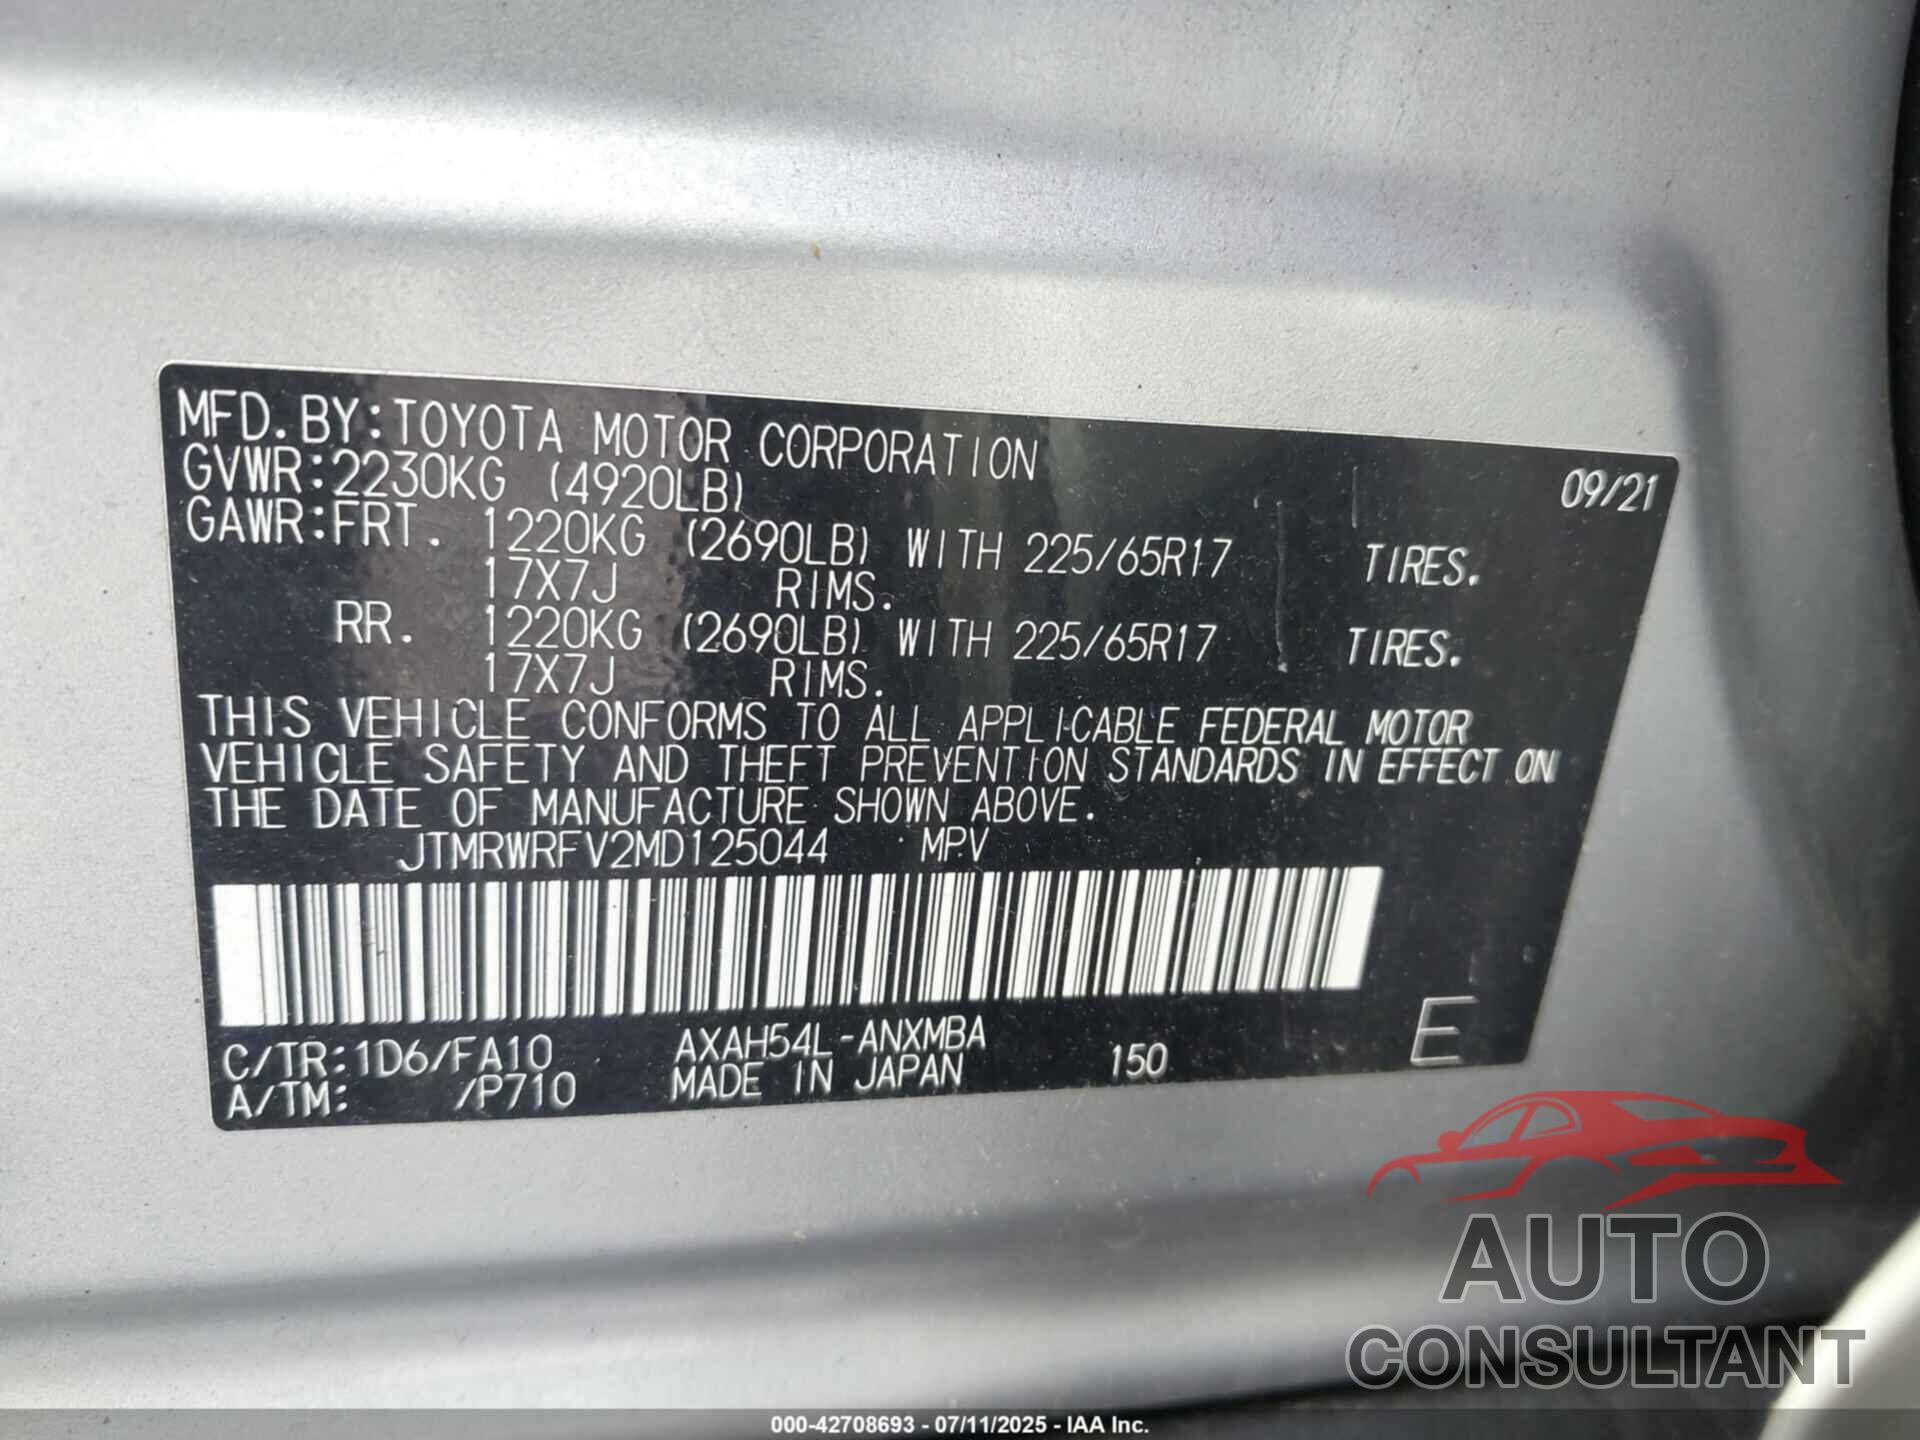 MFD.BY:TOYOTA MOTOR CORPORATION 09/21
GVWR:2230KG (4920LB)
GAWR:FRT. 1220KG (2690LB) WITH 225/65R17 TIRES.
17X7J RIMS.
RR. 1220KG (2690LB) WITH 225/65R17 TIRES.
17X7J RIMS.
THIS VEHICLE CONFORMS TO ALL APPLICABLE FEDERAL MOTOR
VEHICLE SAFETY AND THEFT PREVENTION STANDARDS IN EFFECT ON
THE DATE OF MANUFACTURE SHOWN ABOVE.
JTMRWRFV2MD125044 MPV
C/TR:1D6/FA10 AXAH54L-ANXMBA 150 E
A/TM: /P710 MADE IN JAPAN
AUTO
CONSULTANT
000-42708693 - 07/11/2025 - IAA Inc.